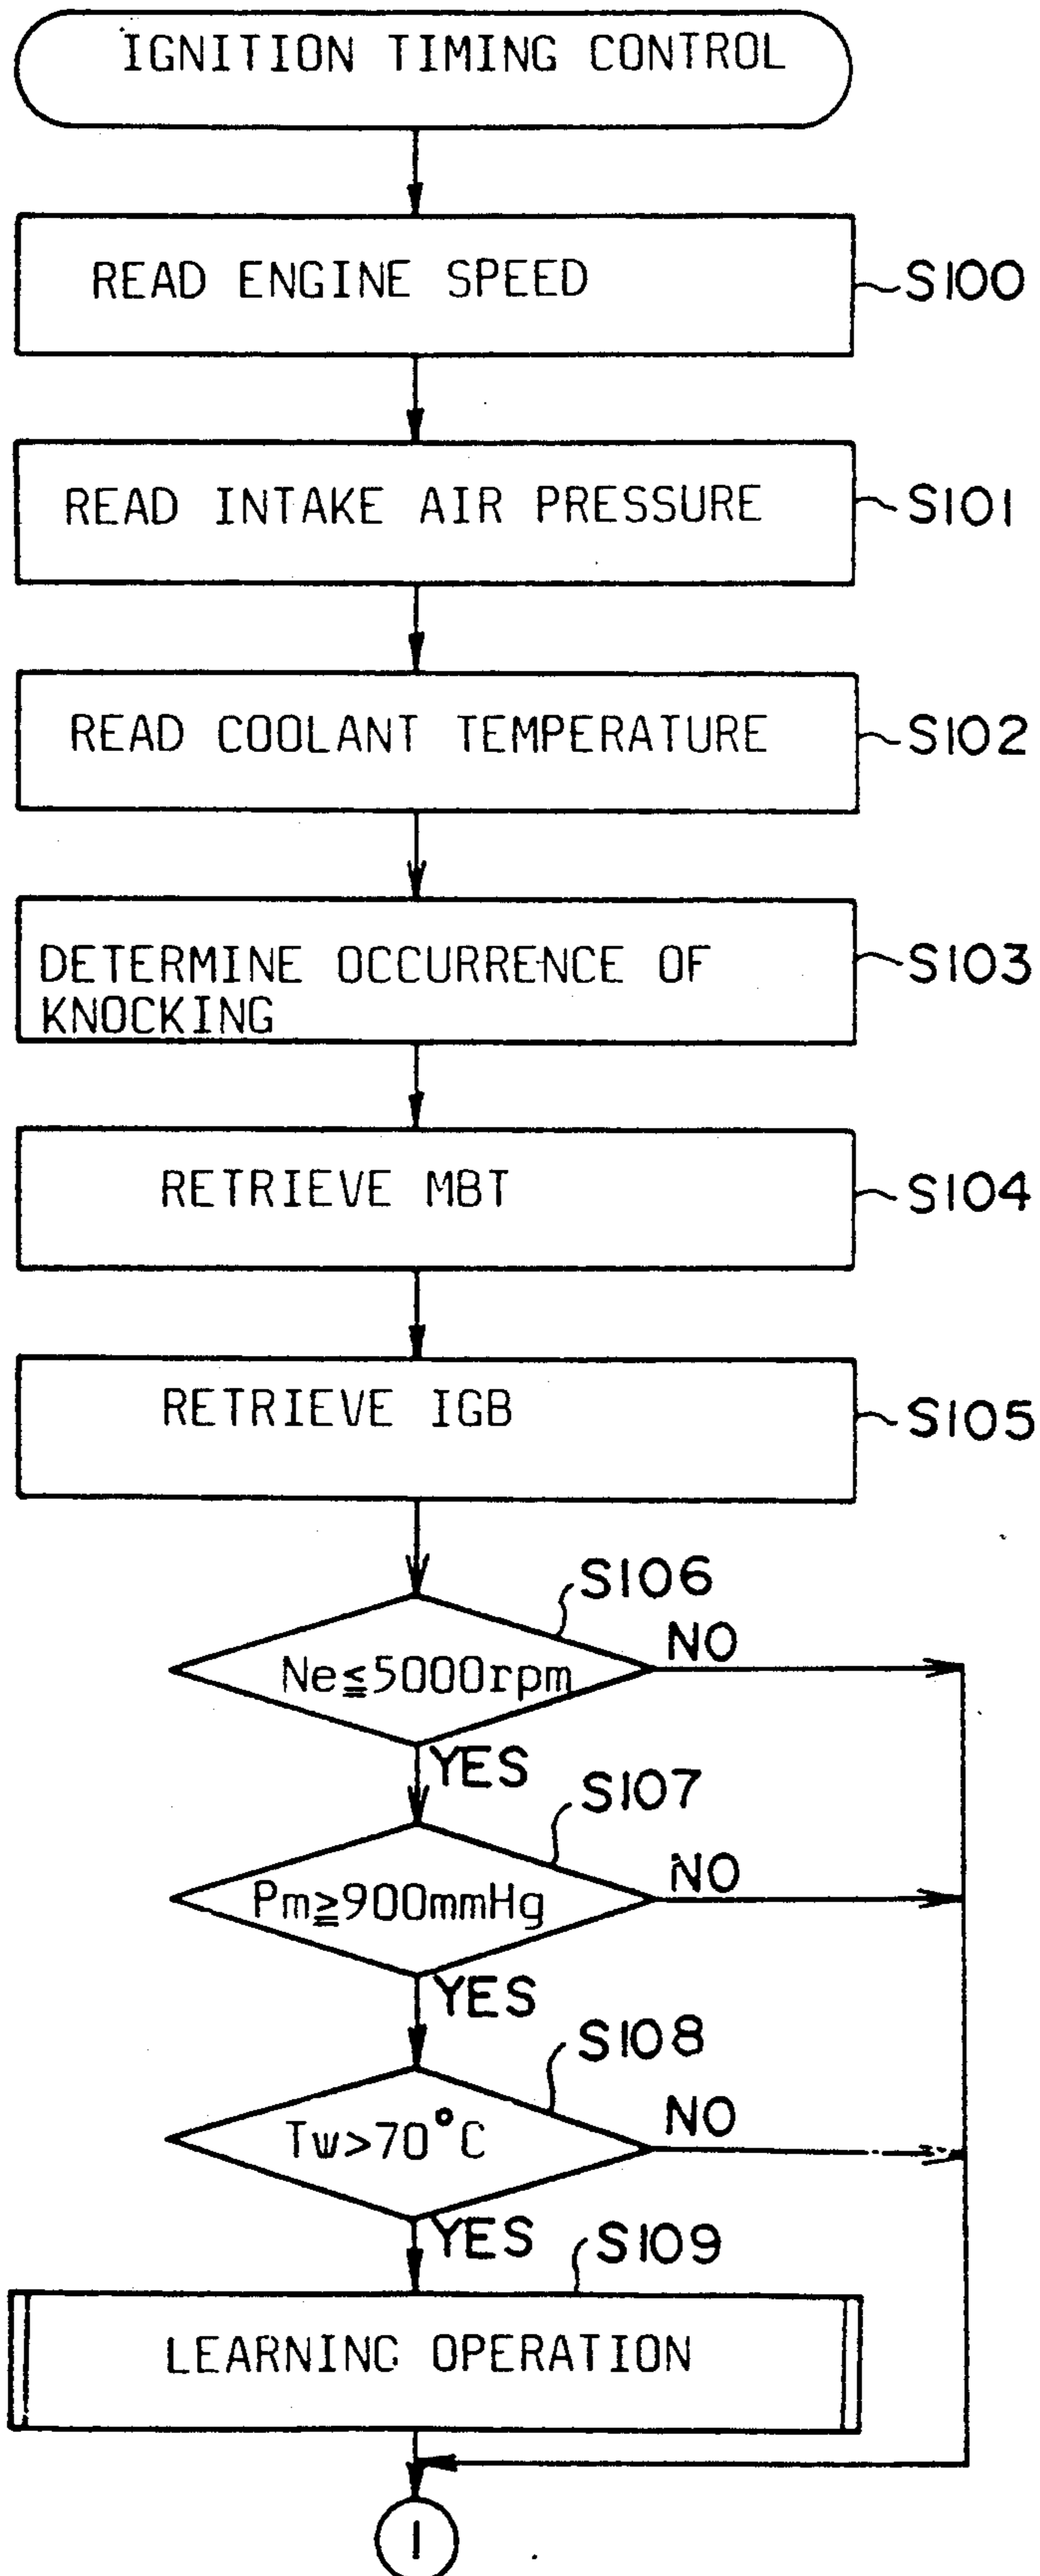 IGNITION TIMING CONTROL
READ ENGINE SPEED
S100
READ INTAKE AIR PRESSURE
S101
READ COOLANT TEMPERATURE
S102
DETERMINE OCCURRENCE OF
KNOCKING
S103
RETRIEVE MBT
S104
RETRIEVE IGB
S105
S106
Ne≦5000rpm
NO
YES
S107
Pm≧900mmHg
NO
YES
S108
Tw>70°C
NO
YES
S109
LEARNING OPERATION
1